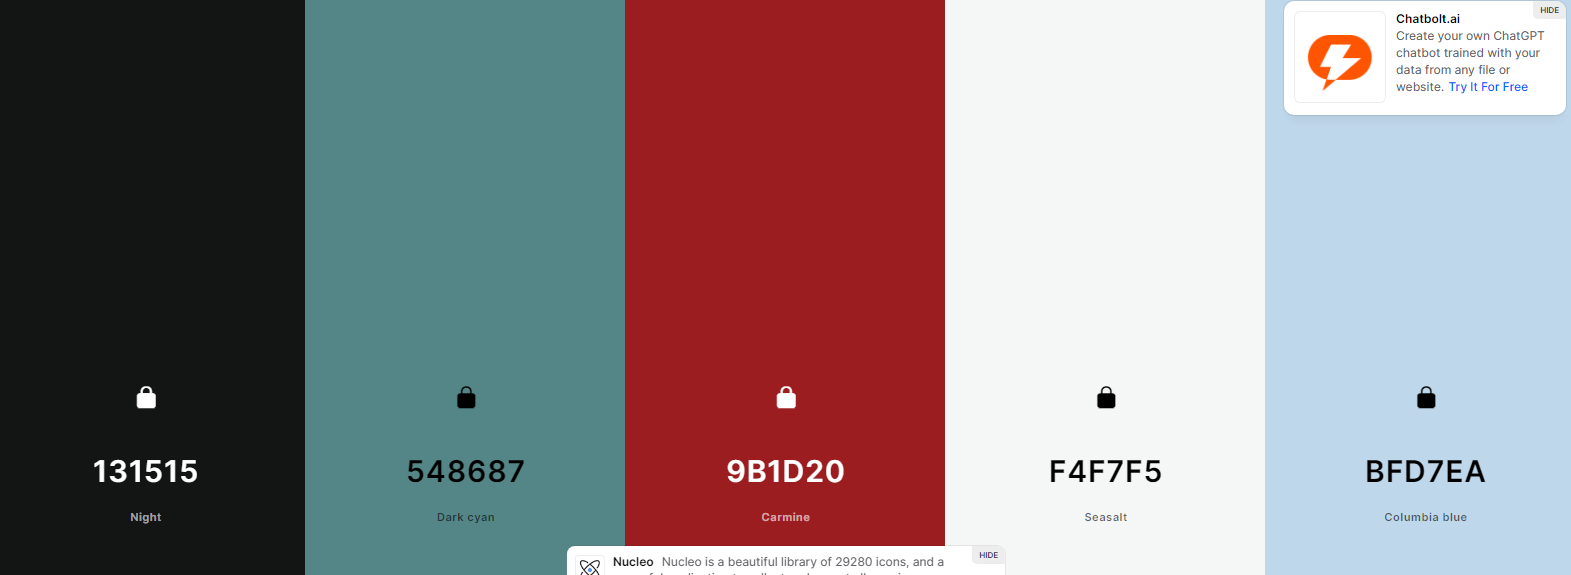 131515
Night
548687
Dark cyan
9B1D20
Carmine
F4F7F5
Seasalt
BFD7EA
Columbia blue
HIDE
Chatbolt.ai
Create your own ChatGPT
chatbot trained with your
data from any file or
website. Try It For Free
HIDE
Nucleo Nucleo is a beautiful library of 29280 icons, and a